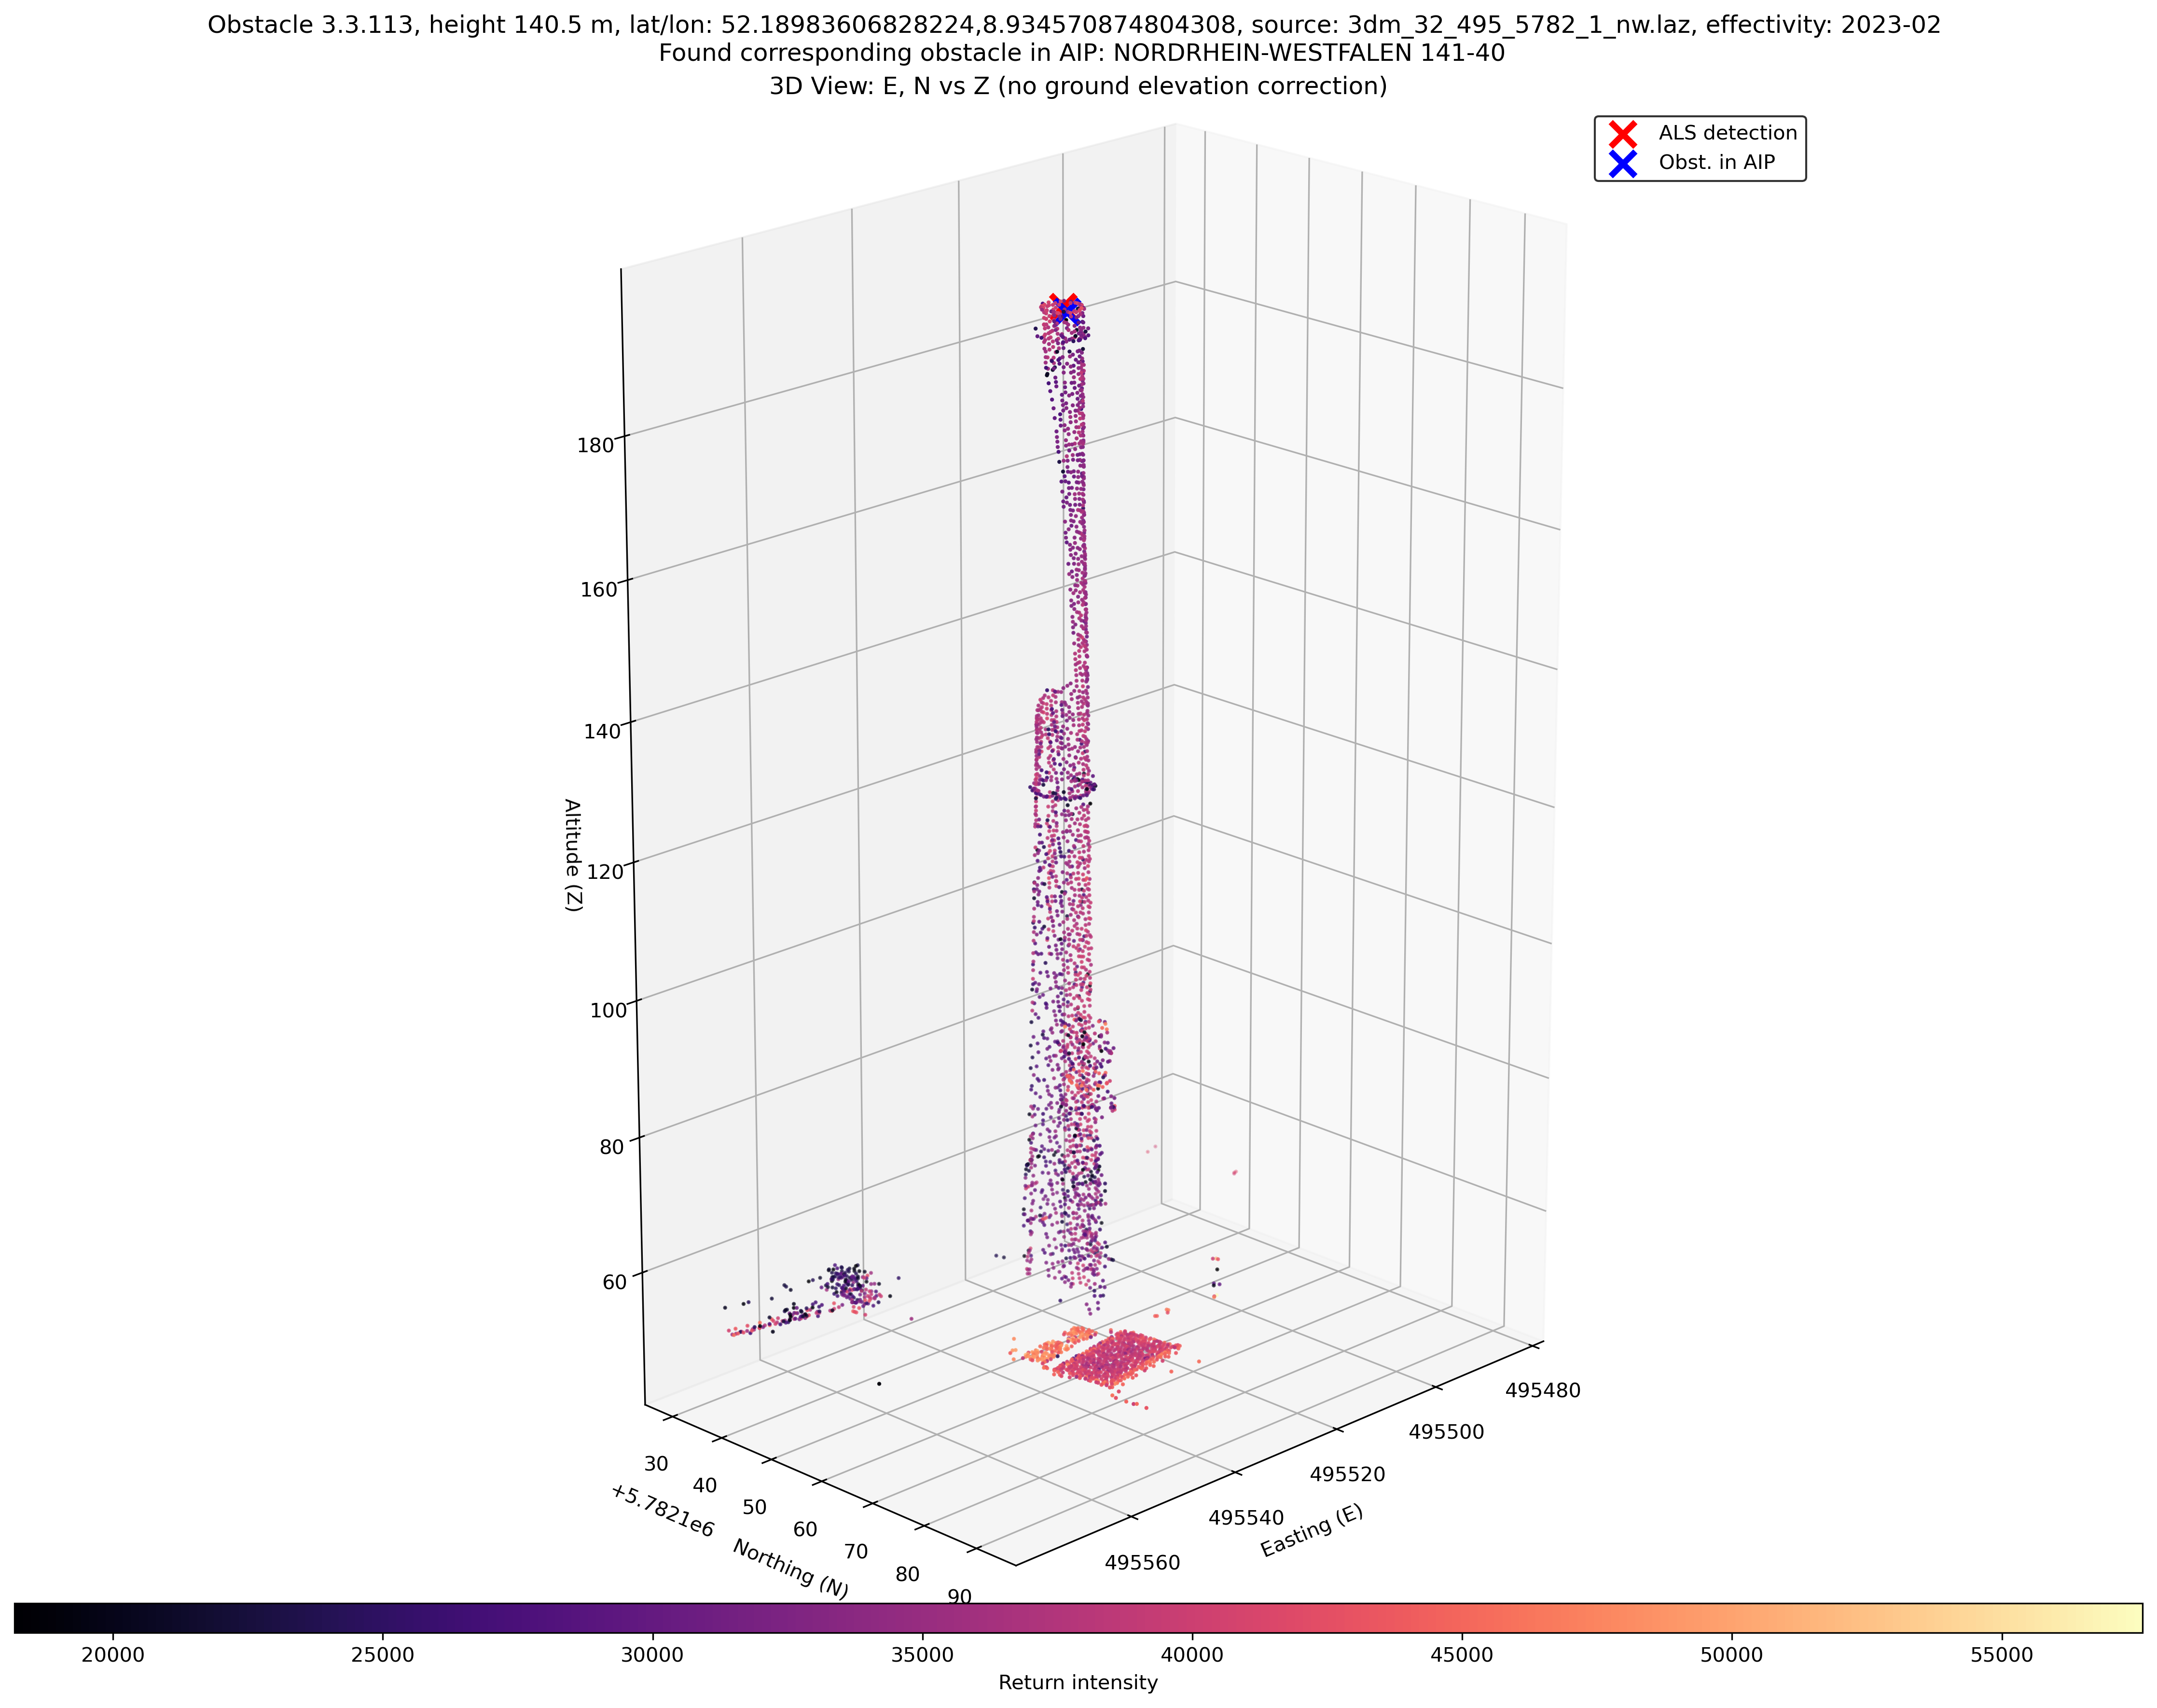 Obstacle 3.3.113, height 140.5 m, lat/lon: 52.18983606828224,8.934570874804308, source: 3dm_32_495_5782_1_nw.laz, effectivity: 2023-02
Found corresponding obstacle in AIP: NORDRHEIN-WESTFALEN 141-40
3D View: E, N vs Z (no ground elevation correction)
ALS detection
Obst. in AIP
180
160
140
120
100
80
60
Altitude (Z)
30
40
50
60
70
80
90
+5.7821e6
Northing (N)
495480
495500
495520
495540
495560
Easting (E)
20000
25000
30000
35000
40000
45000
50000
55000
Return intensity